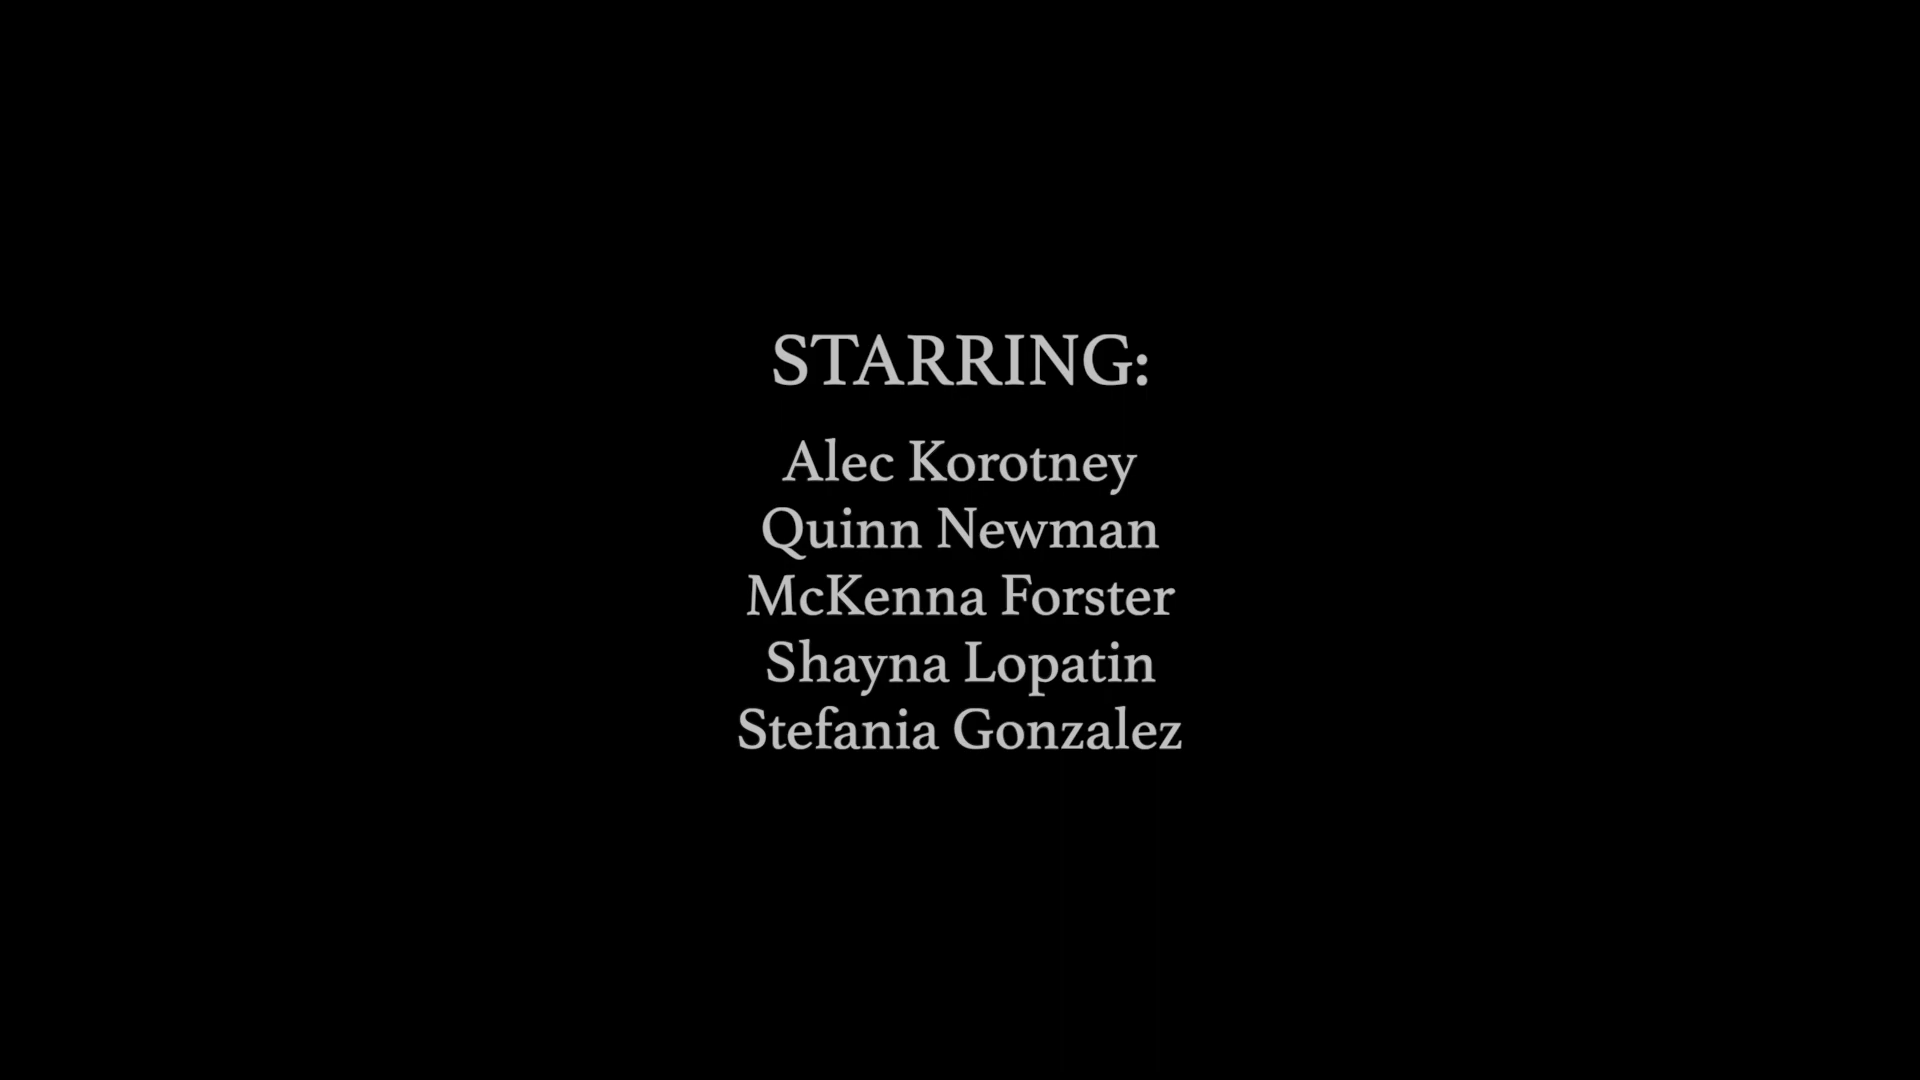 STARRING:
Alec Korotney
Quinn Newman
McKenna Forster
Shayna Lopatin
Stefania Gonzalez